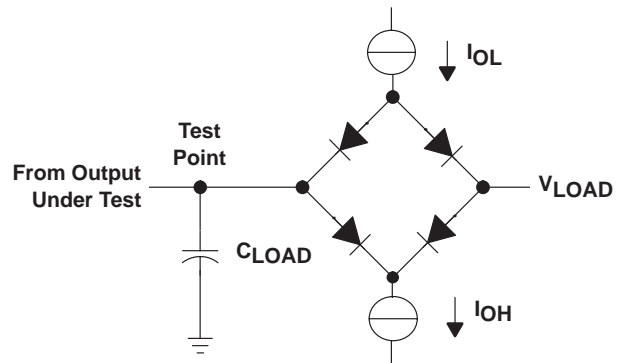 IOL
Test
Point
From Output
Under Test
VLOAD
CLOAD
IOH